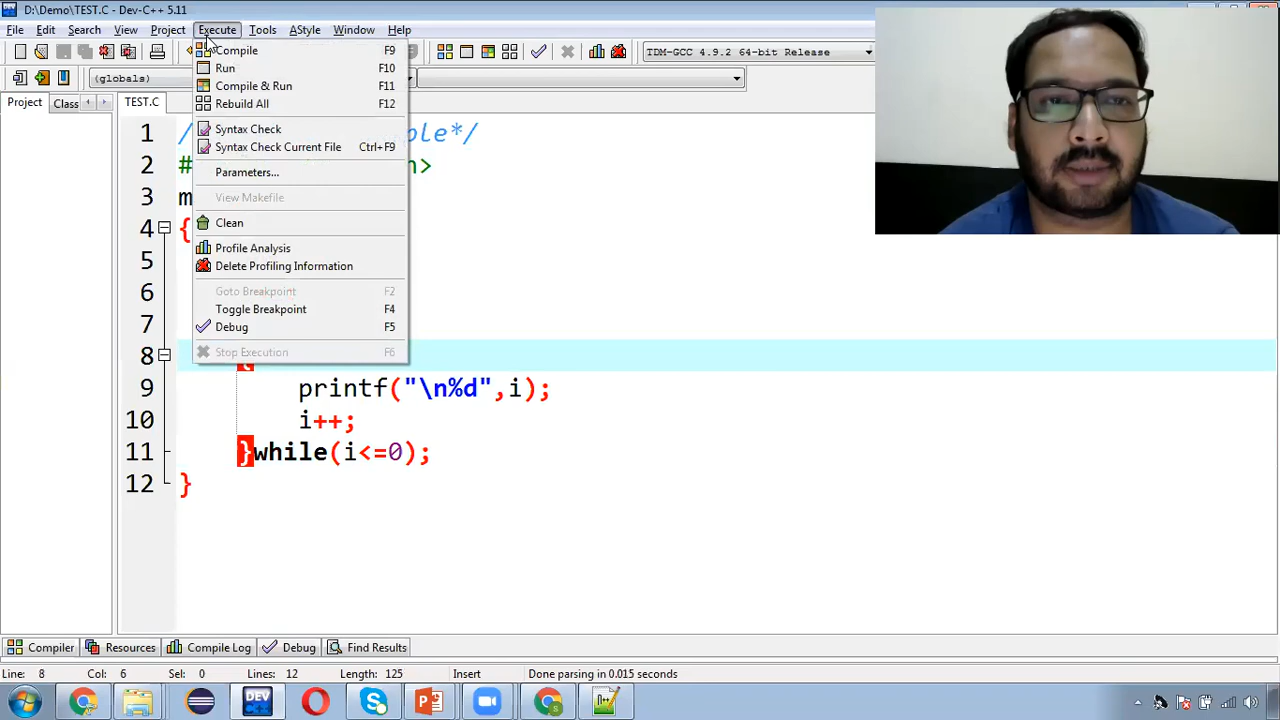 D:\Demo\TEST.C - Dev-C++ 5.11
File Edit Search View Project Execute Tools AStyle Window Help
TDM-GCC 4.9.2 64-bit Release
(globals)
Project Class TEST.C
Compile F9
Run F10
Compile & Run F11
Rebuild All F12
Syntax Check
Syntax Check Current File Ctrl+F9
Parameters...
View Makefile
Clean
Profile Analysis
Delete Profiling Information
Goto Breakpoint F2
Toggle Breakpoint F4
Debug F5
Stop Execution F6
1 / ple*/
2 # h>
3 m
4 {
5
6
7
8 {
9 printf("\n%d",i);
10 i++;
11 }while(i<=0);
12 }
Compiler Resources Compile Log Debug Find Results
Line: 8 Col: 6 Sel: 0 Lines: 12 Length: 125 Insert Done parsing in 0.015 seconds
DEV C++